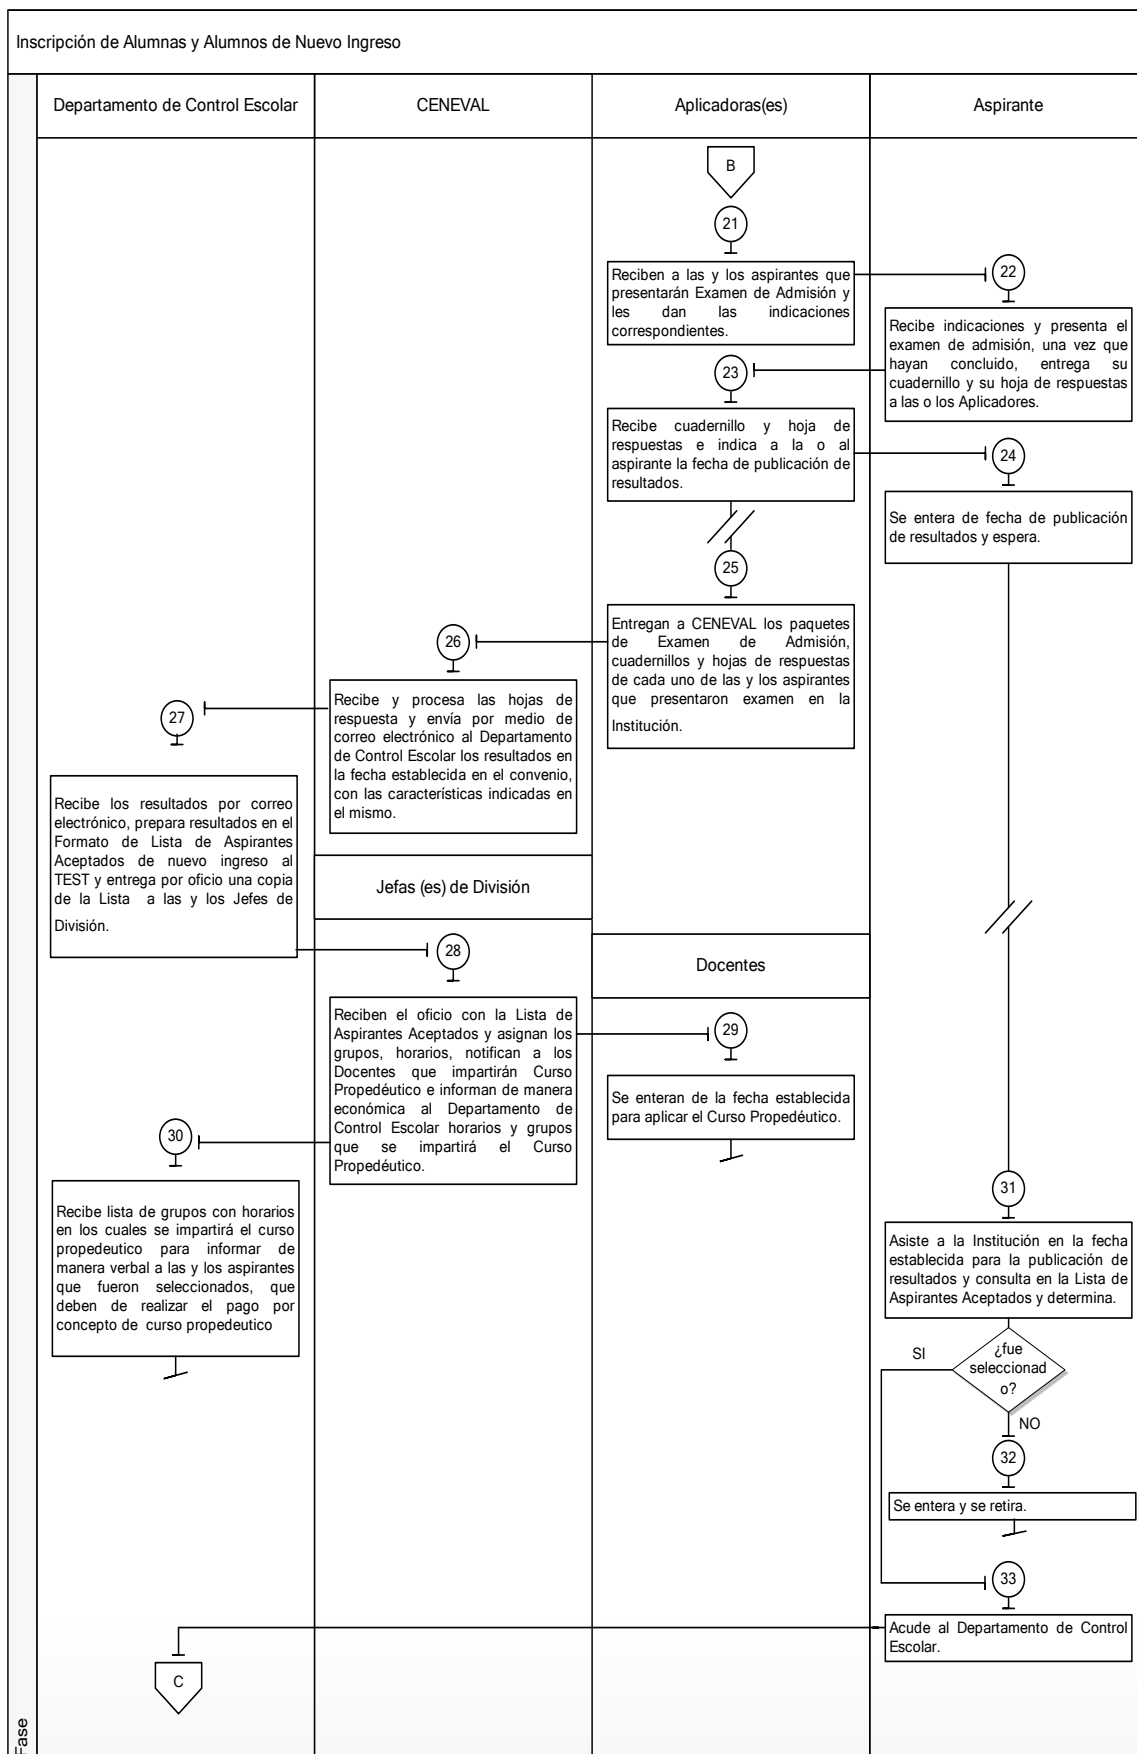 Inscripción de Alumnas y Alumnos de Nuevo Ingreso
Departamento de Control Escolar
CENEVAL
Aplicadoras(es)
Aspirante
B
21
Reciben a las y los aspirantes que
presentarán Examen de Admisión y
les dan las indicaciones
correspondientes.
22
Recibe indicaciones y presenta el
examen de admisión, una vez que
hayan concluido, entrega su
cuadernillo y su hoja de respuestas
a las o los Aplicadores.
23
Recibe cuadernillo y hoja de
respuestas e indica a la o al
aspirante la fecha de publicación de
resultados.
24
Se entera de fecha de publicación
de resultados y espera.
25
Entregan a CENEVAL los paquetes
de Examen de Admisión,
cuadernillos y hojas de respuestas
de cada uno de las y los aspirantes
que presentaron examen en la
Institución.
26
Recibe y procesa las hojas de
respuesta y envía por medio de
correo electrónico al Departamento
de Control Escolar los resultados en
la fecha establecida en el convenio,
con las características indicadas en
el mismo.
27
Recibe los resultados por correo
electrónico, prepara resultados en el
Formato de Lista de Aspirantes
Aceptados de nuevo ingreso al
TEST y entrega por oficio una copia
de la Lista a las y los Jefes de
División.
Jefas (es) de División
28
Reciben el oficio con la Lista de
Aspirantes Aceptados y asignan los
grupos, horarios, notifican a los
Docentes que impartirán Curso
Propedéutico e informan de manera
económica al Departamento de
Control Escolar horarios y grupos
que se impartirá el Curso
Propedéutico.
Docentes
29
Se enteran de la fecha establecida
para aplicar el Curso Propedéutico.
30
Recibe lista de grupos con horarios
en los cuales se impartirá el curso
propedeutico para informar de
manera verbal a las y los aspirantes
que fueron seleccionados, que
deben de realizar el pago por
concepto de curso propedeutico
31
Asiste a la Institución en la fecha
establecida para la publicación de
resultados y consulta en la Lista de
Aspirantes Aceptados y determina.
¿fue
seleccionad
o?
SI
NO
32
Se entera y se retira.
33
Acude al Departamento de Control
Escolar.
C
Fase